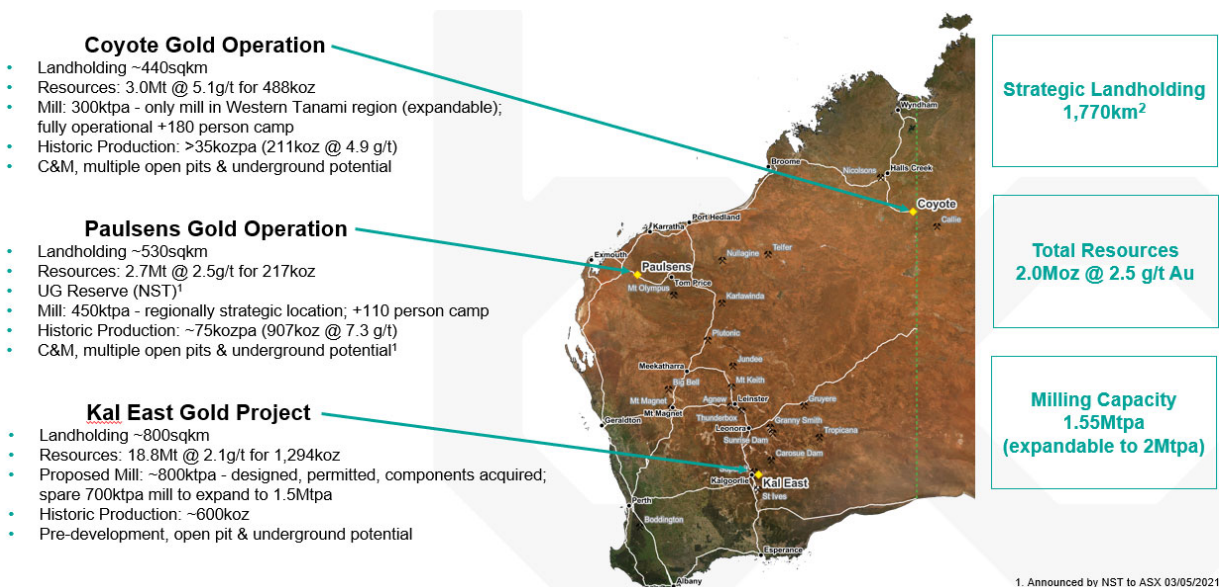 Coyote Gold Operation
• Landholding ~440sqkm
• Resources: 3.0Mt @ 5.1g/t for 488koz
• Mill: 300ktpa - only mill in Western Tanami region (expandable);
fully operational +180 person camp
• Historic Production: >35kozpa (211koz @ 4.9 g/t)
• C&M, multiple open pits & underground potential
Paulsens Gold Operation
• Landholding ~530sqkm
• Resources: 2.7Mt @ 2.5g/t for 217koz
• UG Reserve (NST)¹
• Mill: 450ktpa - regionally strategic location; +110 person camp
• Historic Production: ~75kozpa (907koz @ 7.3 g/t)
• C&M, multiple open pits & underground potential¹
Kal East Gold Project
• Landholding ~800sqkm
• Resources: 18.8Mt @ 2.1g/t for 1,294koz
• Proposed Mill: ~800ktpa - designed, permitted, components acquired;
spare 700ktpa mill to expand to 1.5Mtpa
• Historic Production: ~600koz
• Pre-development, open pit & underground potential
Wyndham
Broome
Halls Creek
Nicolsons
Coyote
Callie
Port Hedland
Karratha
Exmouth
Nullagine
Telfer
Paulsens
Tom Price
Mt Olympus
Karlawinda
Plutonic
Meekatharra
Jundee
Big Bell
Mt Keith
Mt Magnet
Agnew
Leinster
Gruyere
Mt Magnet
Geraldton
Thunderbox
Granny Smith
Leonora
Sunrise Dam
Tropicana
Carosue Dam
Kalgoorlie
Kal East
St Ives
Perth
Boddington
Esperance
Albany
Strategic Landholding
1,770km²
Total Resources
2.0Moz @ 2.5 g/t Au
Milling Capacity
1.55Mtpa
(expandable to 2Mtpa)
1. Announced by NST to ASX 03/05/2021